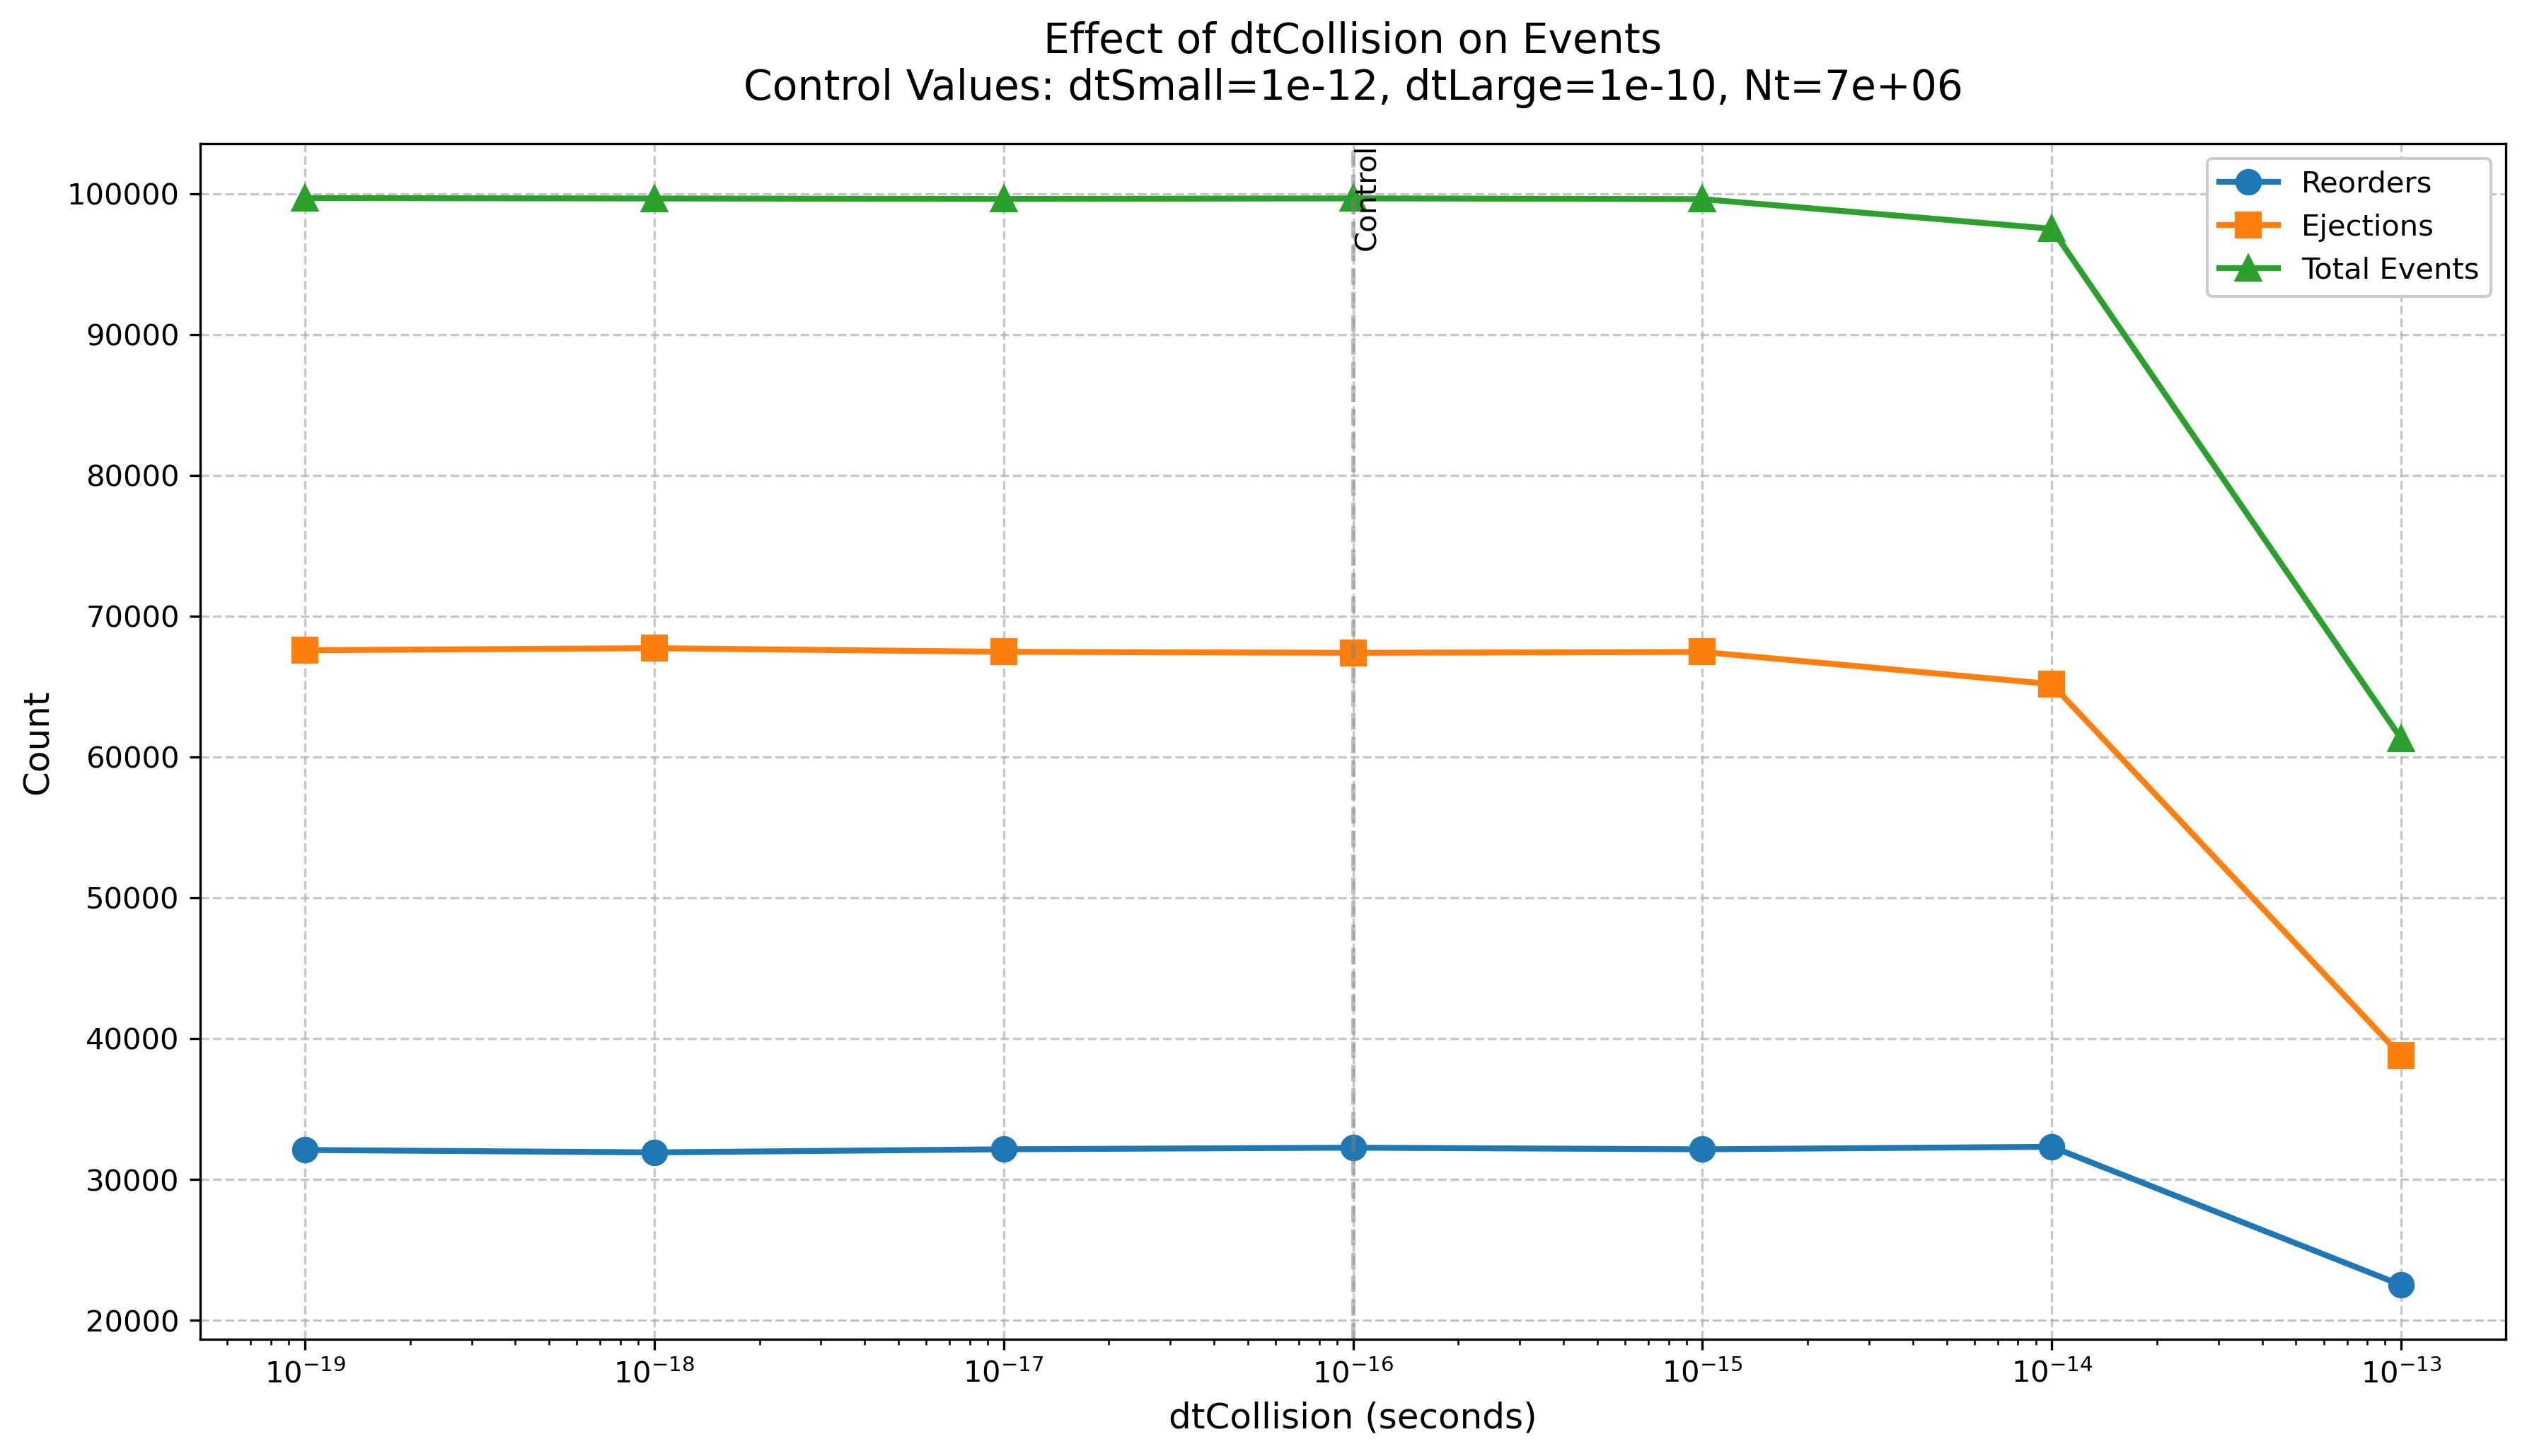 Effect of dtCollision on Events
Control Values: dtSmall=1e-12, dtLarge=1e-10, Nt=7e+06
Control
Reorders
Ejections
Total Events
100000
90000
80000
70000
60000
50000
40000
30000
20000
Count
10⁻¹⁹
10⁻¹⁸
10⁻¹⁷
10⁻¹⁶
10⁻¹⁵
10⁻¹⁴
10⁻¹³
dtCollision (seconds)